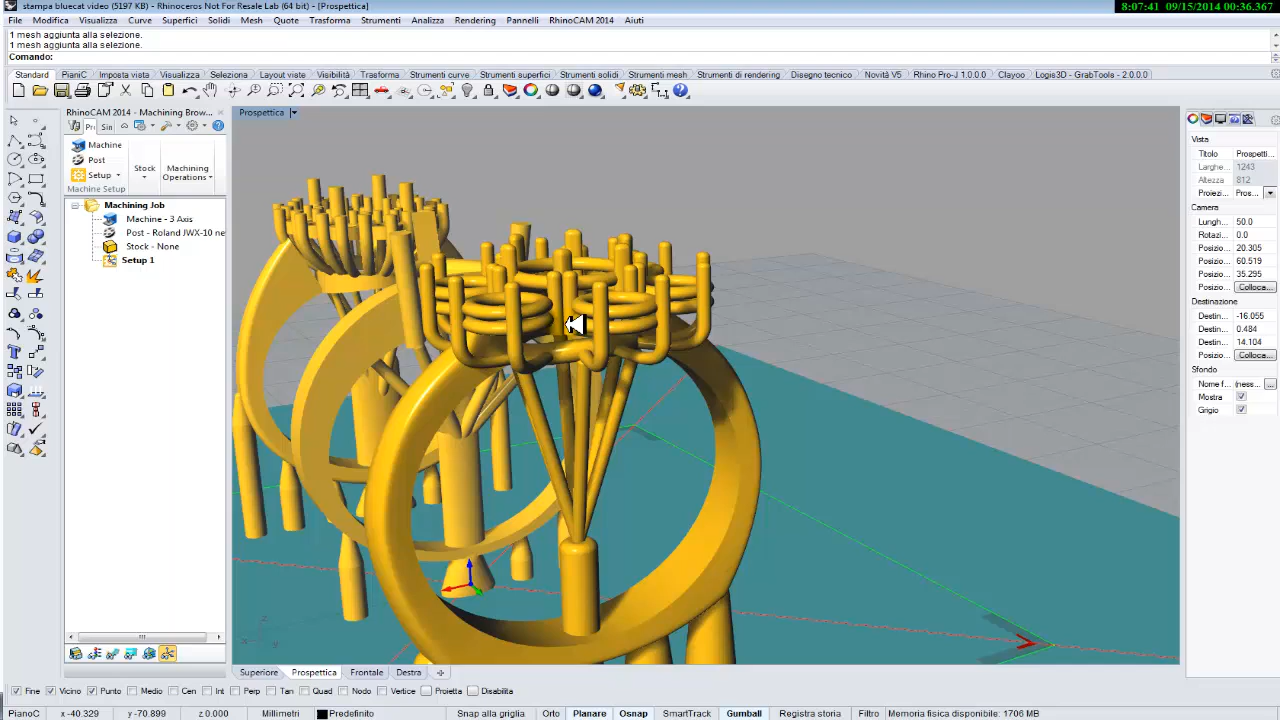 stampa bluecat video (5197 KB) - Rhinoceros Not For Resale Lab (64 bit) - [Prospettica]
8:07:41 09/15/2014 00:36.367
File Modifica Visualizza Curve Superfici Solidi Mesh Quote Trasforma Strumenti Analizza Rendering Pannelli RhinoCAM 2014 Aiuti
1 mesh aggiunta alla selezione.
1 mesh aggiunta alla selezione.
Comando:
Standard PianiC Imposta vista Visualizza Seleziona Layout viste Visibilità Trasforma Strumenti curve Strumenti superfici Strumenti solidi Strumenti mesh Strumenti di rendering Disegno tecnico Novità V5 Rhino Pro-J 1.0.0.0 Clayoo Logis3D - GrabTools - 2.0.0.0
RhinoCAM 2014 - Machining Brow...
Prospettica
Pri Sin
Machine
Post
Setup
Stock
Machining
Operations
Machine Setup
Machining Job
Machine - 3 Axis
Post - Roland JWX-10 ne
Stock - None
Setup 1
Vista
Titolo Prospetti...
Larghe... 1243
Altezza 812
Proiezi... Pros...
Camera
Lungh... 50.0
Rotazi... 0.0
Posizio... 20.305
Posizio... 60.519
Posizio... 35.295
Posizio... Colloca...
Destinazione
Destin... -16.055
Destin... 0.484
Destin... 14.104
Posizio... Colloca...
Sfondo
Nome f... (ness... ...
Mostra
Grigio
z
x y
Superiore Prospettica Frontale Destra
Fine Vicino Punto Medio Cen Int Perp Tan Quad Nodo Vertice Proietta Disabilita
PianoC x -40.329 y -70.899 z 0.000 Millimetri Predefinito Snap alla griglia Orto Planare Osnap SmartTrack Gumball Registra storia Filtro Memoria fisica disponibile: 1706 MB